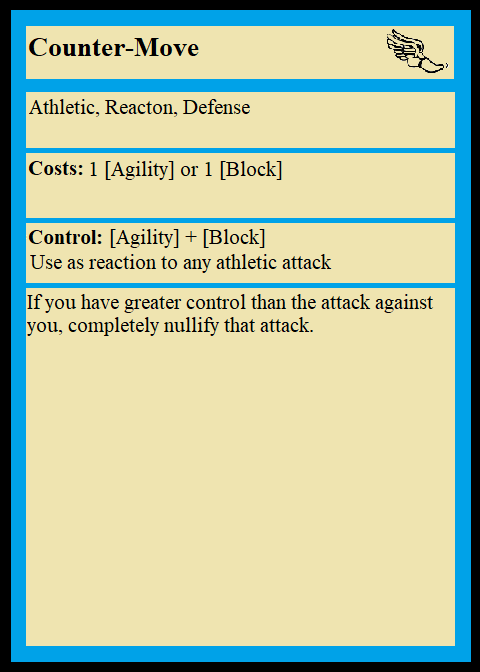 Counter-Move
Athletic, Reacton, Defense
Costs: 1 [Agility] or 1 [Block]
Control: [Agility] + [Block]
Use as reaction to any athletic attack
If you have greater control than the attack against
you, completely nullify that attack.